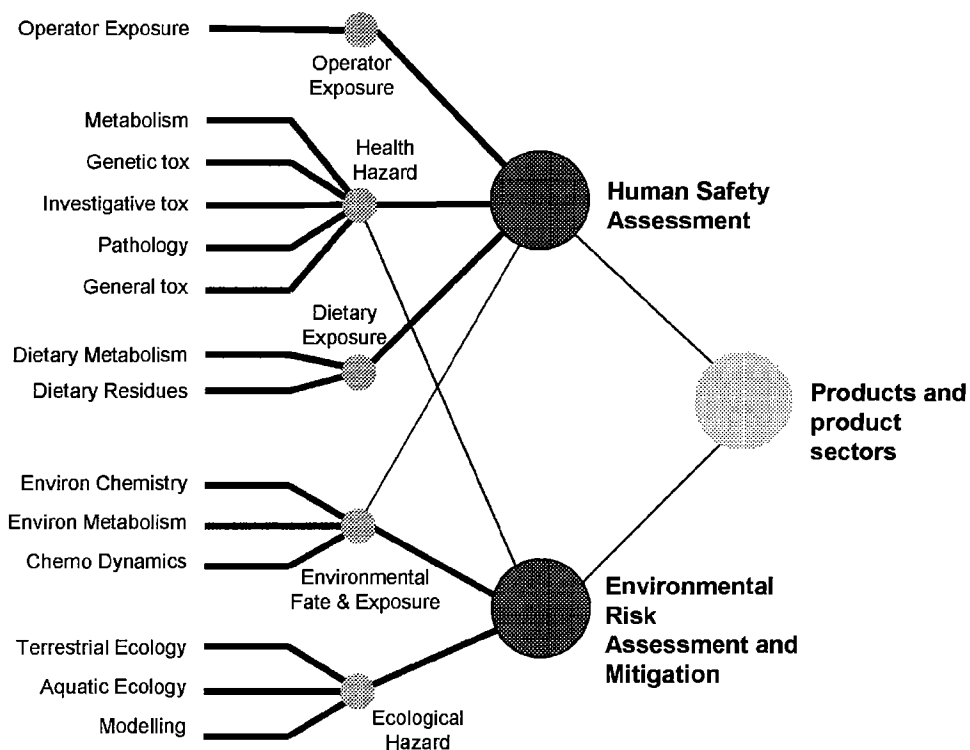 Operator Exposure
Operator
Exposure
Metabolism
Genetic tox
Investigative tox
Pathology
General tox
Health
Hazard
Human Safety
Assessment
Dietary
Exposure
Dietary Metabolism
Dietary Residues
Products and
product
sectors
Environ Chemistry
Environ Metabolism
Chemo Dynamics
Environmental
Fate & Exposure
Environmental
Risk
Assessment and
Mitigation
Terrestrial Ecology
Aquatic Ecology
Modelling
Ecological
Hazard